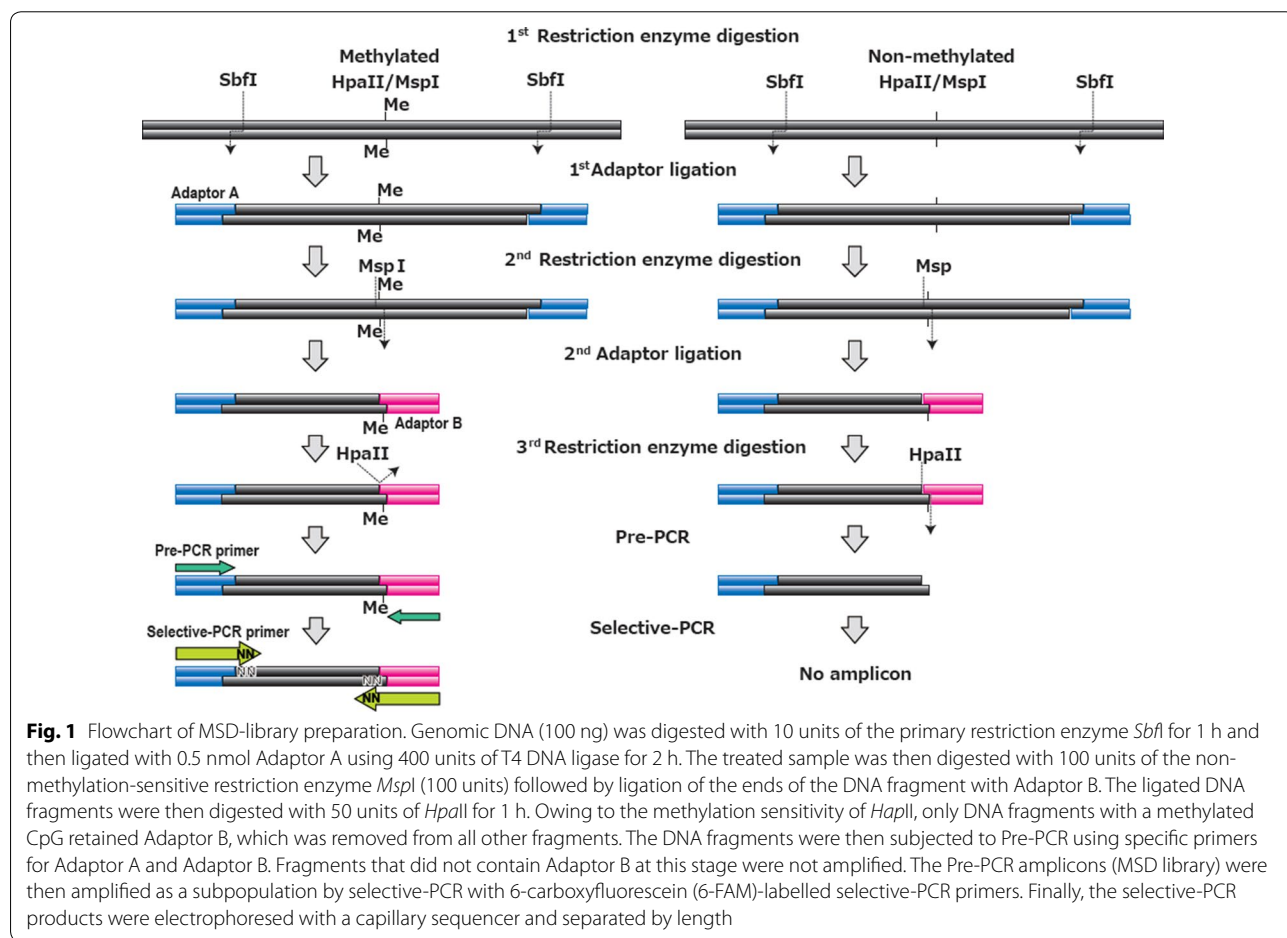 1st Restriction enzyme digestion
Methylated
HpaII/MspI
Non-methylated
HpaII/MspI
SbfI
SbfI
SbfI
SbfI
Me
Me
1st Adaptor ligation
Adaptor A
Me
Me
2nd Restriction enzyme digestion
Msp I
Me
Msp
Me
2nd Adaptor ligation
Me
Adaptor B
3rd Restriction enzyme digestion
HpaII
HpaII
Me
Pre-PCR
Pre-PCR primer
Me
Selective-PCR
Selective-PCR primer
NN
NN
NN
NN
No amplicon
Fig. 1 Flowchart of MSD-library preparation. Genomic DNA (100 ng) was digested with 10 units of the primary restriction enzyme SbfI for 1 h and
then ligated with 0.5 nmol Adaptor A using 400 units of T4 DNA ligase for 2 h. The treated sample was then digested with 100 units of the non-
methylation-sensitive restriction enzyme MspI (100 units) followed by ligation of the ends of the DNA fragment with Adaptor B. The ligated DNA
fragments were then digested with 50 units of HpaII for 1 h. Owing to the methylation sensitivity of HapII, only DNA fragments with a methylated
CpG retained Adaptor B, which was removed from all other fragments. The DNA fragments were then subjected to Pre-PCR using specific primers
for Adaptor A and Adaptor B. Fragments that did not contain Adaptor B at this stage were not amplified. The Pre-PCR amplicons (MSD library) were
then amplified as a subpopulation by selective-PCR with 6-carboxyfluorescein (6-FAM)-labelled selective-PCR primers. Finally, the selective-PCR
products were electrophoresed with a capillary sequencer and separated by length